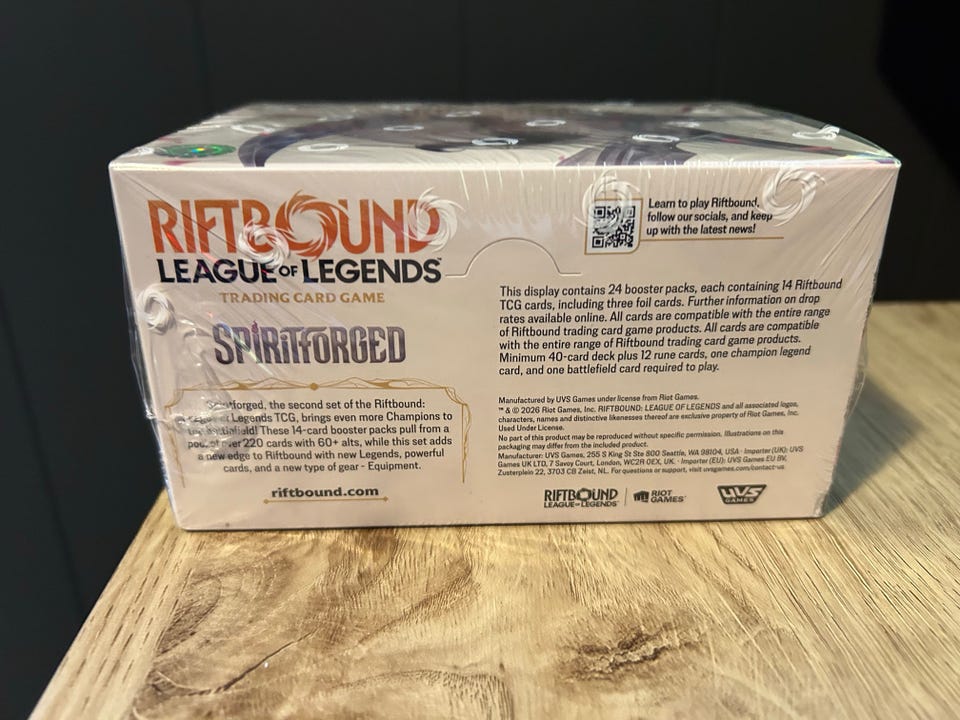 RIFTBOUND
LEAGUE OF LEGENDS™
TRADING CARD GAME
SPIRITFORGED
Spiritforged, the second set of the Riftbound:
League of Legends TCG, brings even more Champions to
the battlefield! These 14-card booster packs pull from a
pool of over 220 cards with 60+ alts, while this set adds
a new edge to Riftbound with new Legends, powerful
cards, and a new type of gear - Equipment.
riftbound.com
Learn to play Riftbound,
follow our socials, and keep
up with the latest news!
This display contains 24 booster packs, each containing 14 Riftbound
TCG cards, including three foil cards. Further information on drop
rates available online. All cards are compatible with the entire range
of Riftbound trading card game products. All cards are compatible
with the entire range of Riftbound trading card game products.
Minimum 40-card deck plus 12 rune cards, one champion legend
card, and one battlefield card required to play.
Manufactured by UVS Games under license from Riot Games.
™ & © 2026 Riot Games, Inc. RIFTBOUND: LEAGUE OF LEGENDS and all associated logos,
characters, names and distinctive likenesses thereof are exclusive property of Riot Games, Inc.
Used Under License.
No part of this product may be reproduced without specific permission. Illustrations on this
packaging may differ from the included product.
Manufacturer: UVS Games, 255 S King St Ste 800 Seattle, WA 98104, USA · Importer (UK): UVS
Games UK LTD, 7 Savoy Court, London, WC2R 0EX, UK. · Importer (EU): UVS Games EU BV,
Zusterplein 22, 3703 CB Zeist, NL. For questions or support, visit uvsgames.com/contact-us
RIFTBOUND
LEAGUE OF LEGENDS™
RIOT
GAMES®
UVS
GAMES